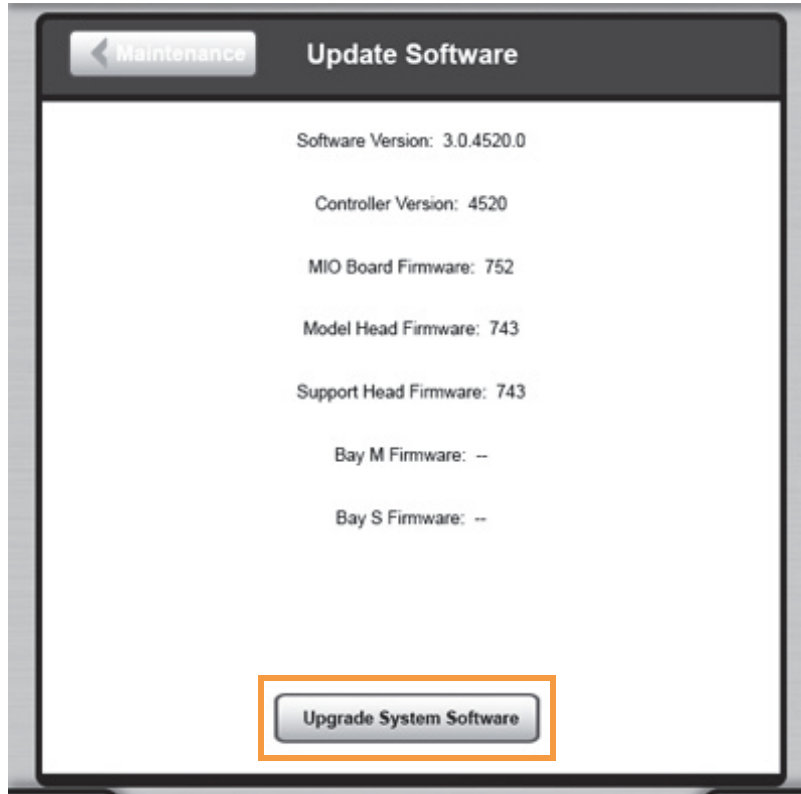 Maintenance
Update Software
Software Version: 3.0.4520.0
Controller Version: 4520
MIO Board Firmware: 752
Model Head Firmware: 743
Support Head Firmware: 743
Bay M Firmware: --
Bay S Firmware: --
Upgrade System Software